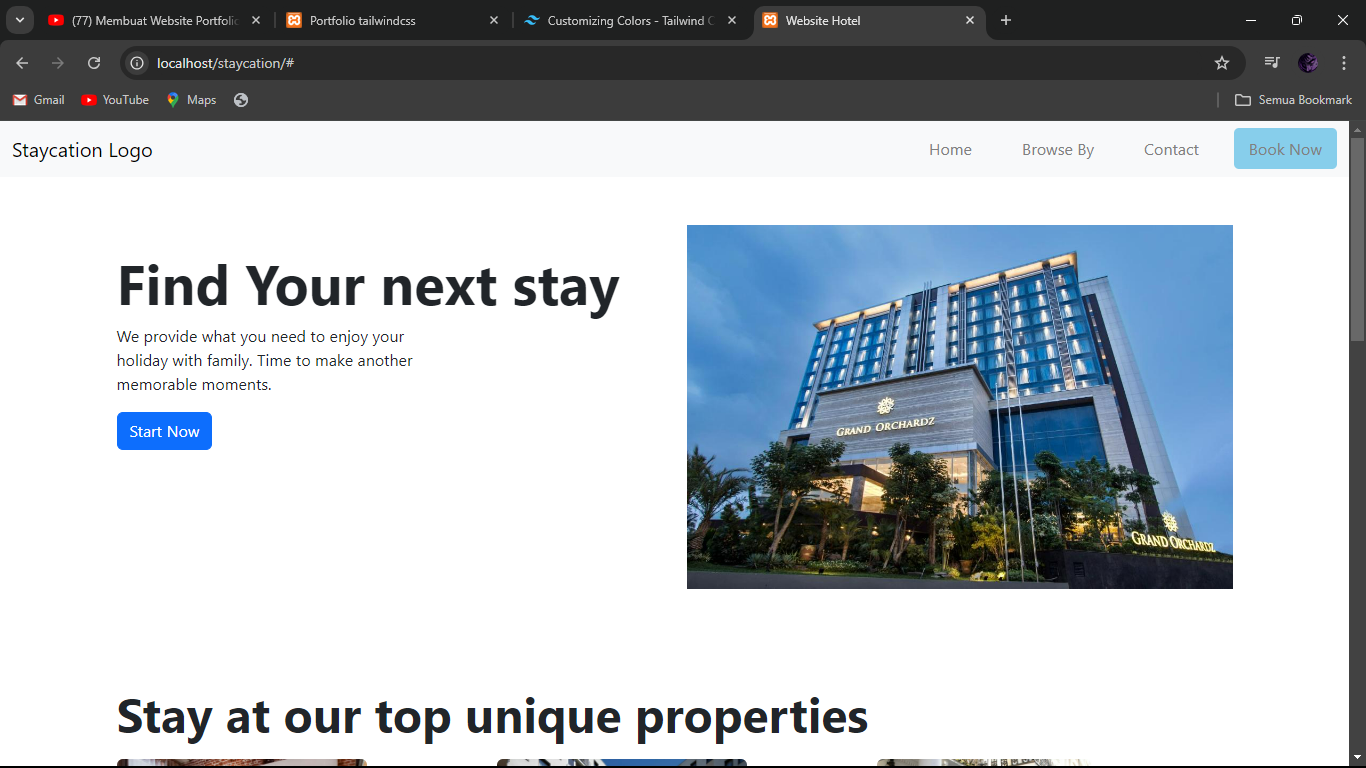 (77) Membuat Website Portfolio
Portfolio tailwindcss
Customizing Colors - Tailwind C
Website Hotel
localhost/staycation/#
Gmail
YouTube
Maps
Semua Bookmark
Staycation Logo
Home
Browse By
Contact
Book Now
Find Your next stay
We provide what you need to enjoy your
holiday with family. Time to make another
memorable moments.
Start Now
GRAND ORCHARDZ
GRAND ORCHARDZ
Stay at our top unique properties